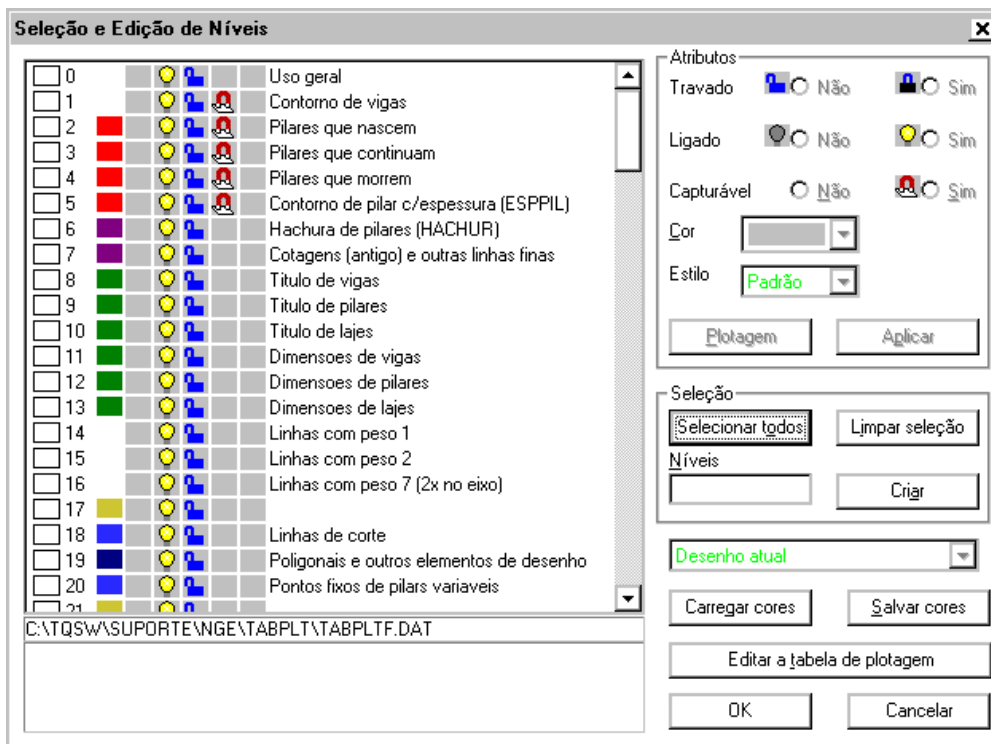 Seleção e Edição de Níveis
0 Uso geral
1 Contorno de vigas
2 Pilares que nascem
3 Pilares que continuam
4 Pilares que morrem
5 Contorno de pilar c/espessura (ESPPIL)
6 Hachura de pilares (HACHUR)
7 Cotagens (antigo) e outras linhas finas
8 Titulo de vigas
9 Titulo de pilares
10 Titulo de lajes
11 Dimensoes de vigas
12 Dimensoes de pilares
13 Dimensoes de lajes
14 Linhas com peso 1
15 Linhas com peso 2
16 Linhas com peso 7 (2x no eixo)
17
18 Linhas de corte
19 Poligonais e outros elementos de desenho
20 Pontos fixos de pilars variaveis
21
C:\TQSW\SUPORTE\NGE\TABPLT\TABPLTF.DAT
Atributos
Travado Não Sim
Ligado Não Sim
Capturável Não Sim
Cor
Estilo Padrão
Plotagem Aplicar
Seleção
Selecionar todos Limpar seleção
Níveis
Criar
Desenho atual
Carregar cores Salvar cores
Editar a tabela de plotagem
OK Cancelar